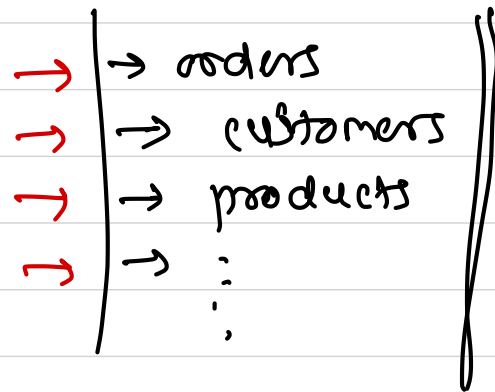 → → orders
→ → customers
→ → products
→ → :
: